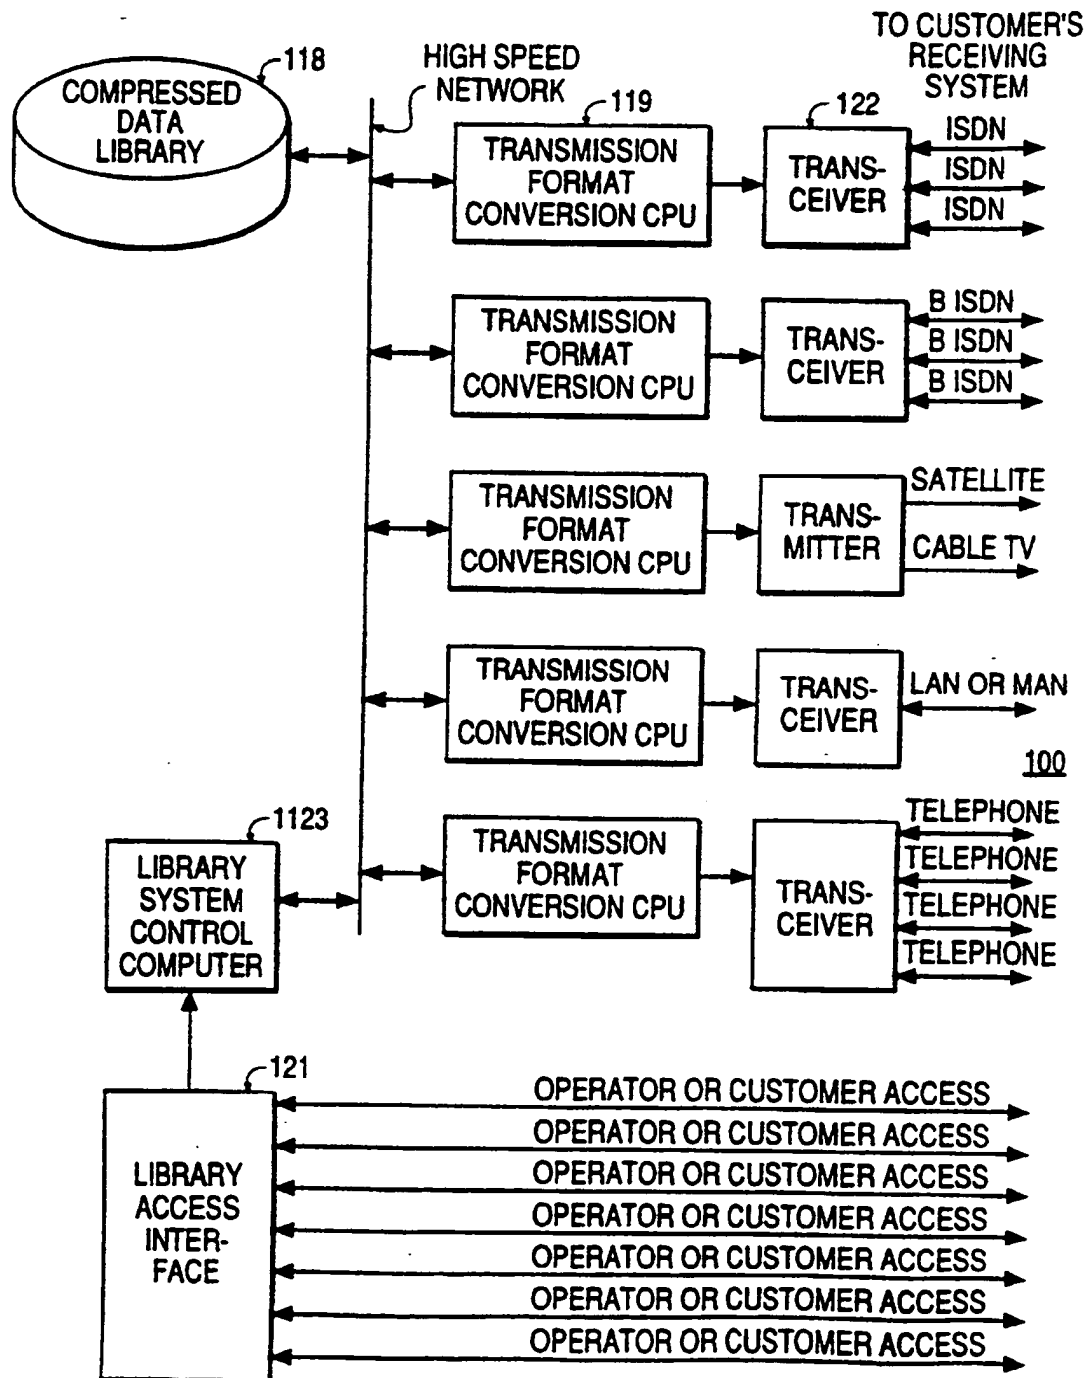 TO CUSTOMER'S
RECEIVING
SYSTEM
118
COMPRESSED
DATA
LIBRARY
HIGH SPEED
NETWORK
119
TRANSMISSION
FORMAT
CONVERSION CPU
122
TRANS-
CEIVER
ISDN
ISDN
ISDN
TRANSMISSION
FORMAT
CONVERSION CPU
TRANS-
CEIVER
B ISDN
B ISDN
B ISDN
TRANSMISSION
FORMAT
CONVERSION CPU
TRANS-
MITTER
SATELLITE
CABLE TV
TRANSMISSION
FORMAT
CONVERSION CPU
TRANS-
CEIVER
LAN OR MAN
100
1123
LIBRARY
SYSTEM
CONTROL
COMPUTER
TRANSMISSION
FORMAT
CONVERSION CPU
TRANS-
CEIVER
TELEPHONE
TELEPHONE
TELEPHONE
TELEPHONE
121
LIBRARY
ACCESS
INTER-
FACE
OPERATOR OR CUSTOMER ACCESS
OPERATOR OR CUSTOMER ACCESS
OPERATOR OR CUSTOMER ACCESS
OPERATOR OR CUSTOMER ACCESS
OPERATOR OR CUSTOMER ACCESS
OPERATOR OR CUSTOMER ACCESS
OPERATOR OR CUSTOMER ACCESS